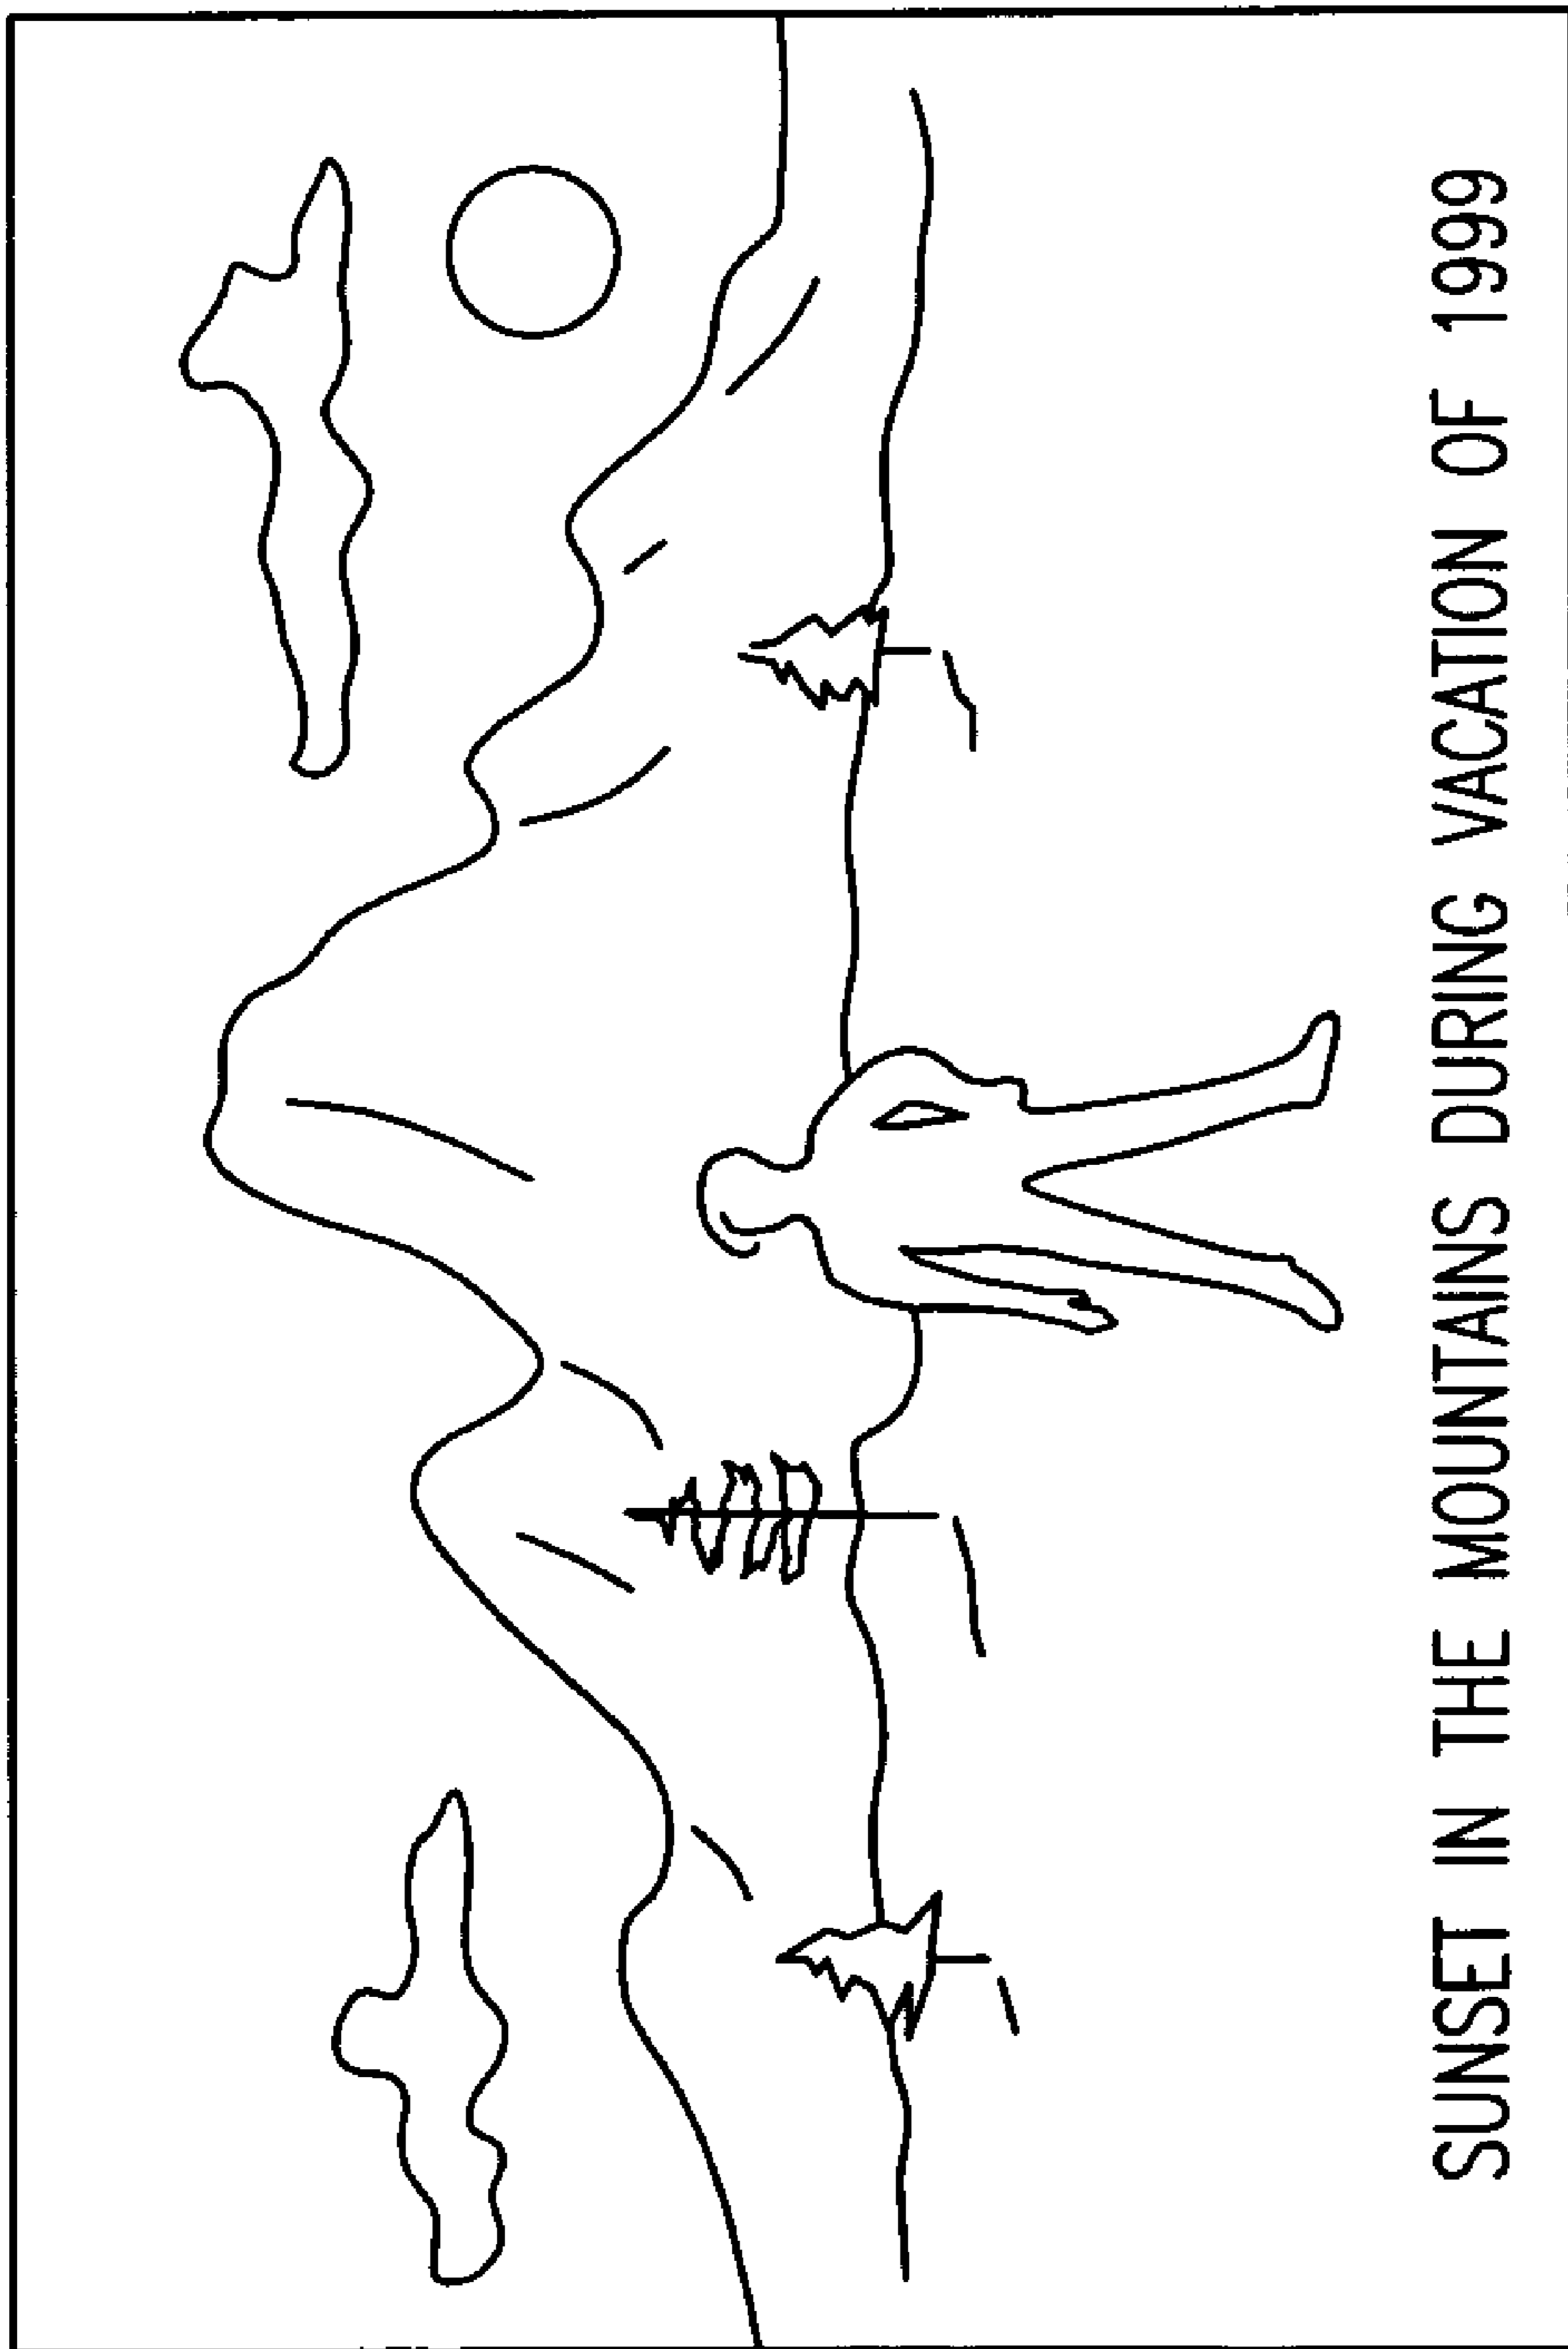 SUNSET IN THE MOUNTAINS DURING VACATION OF 1999